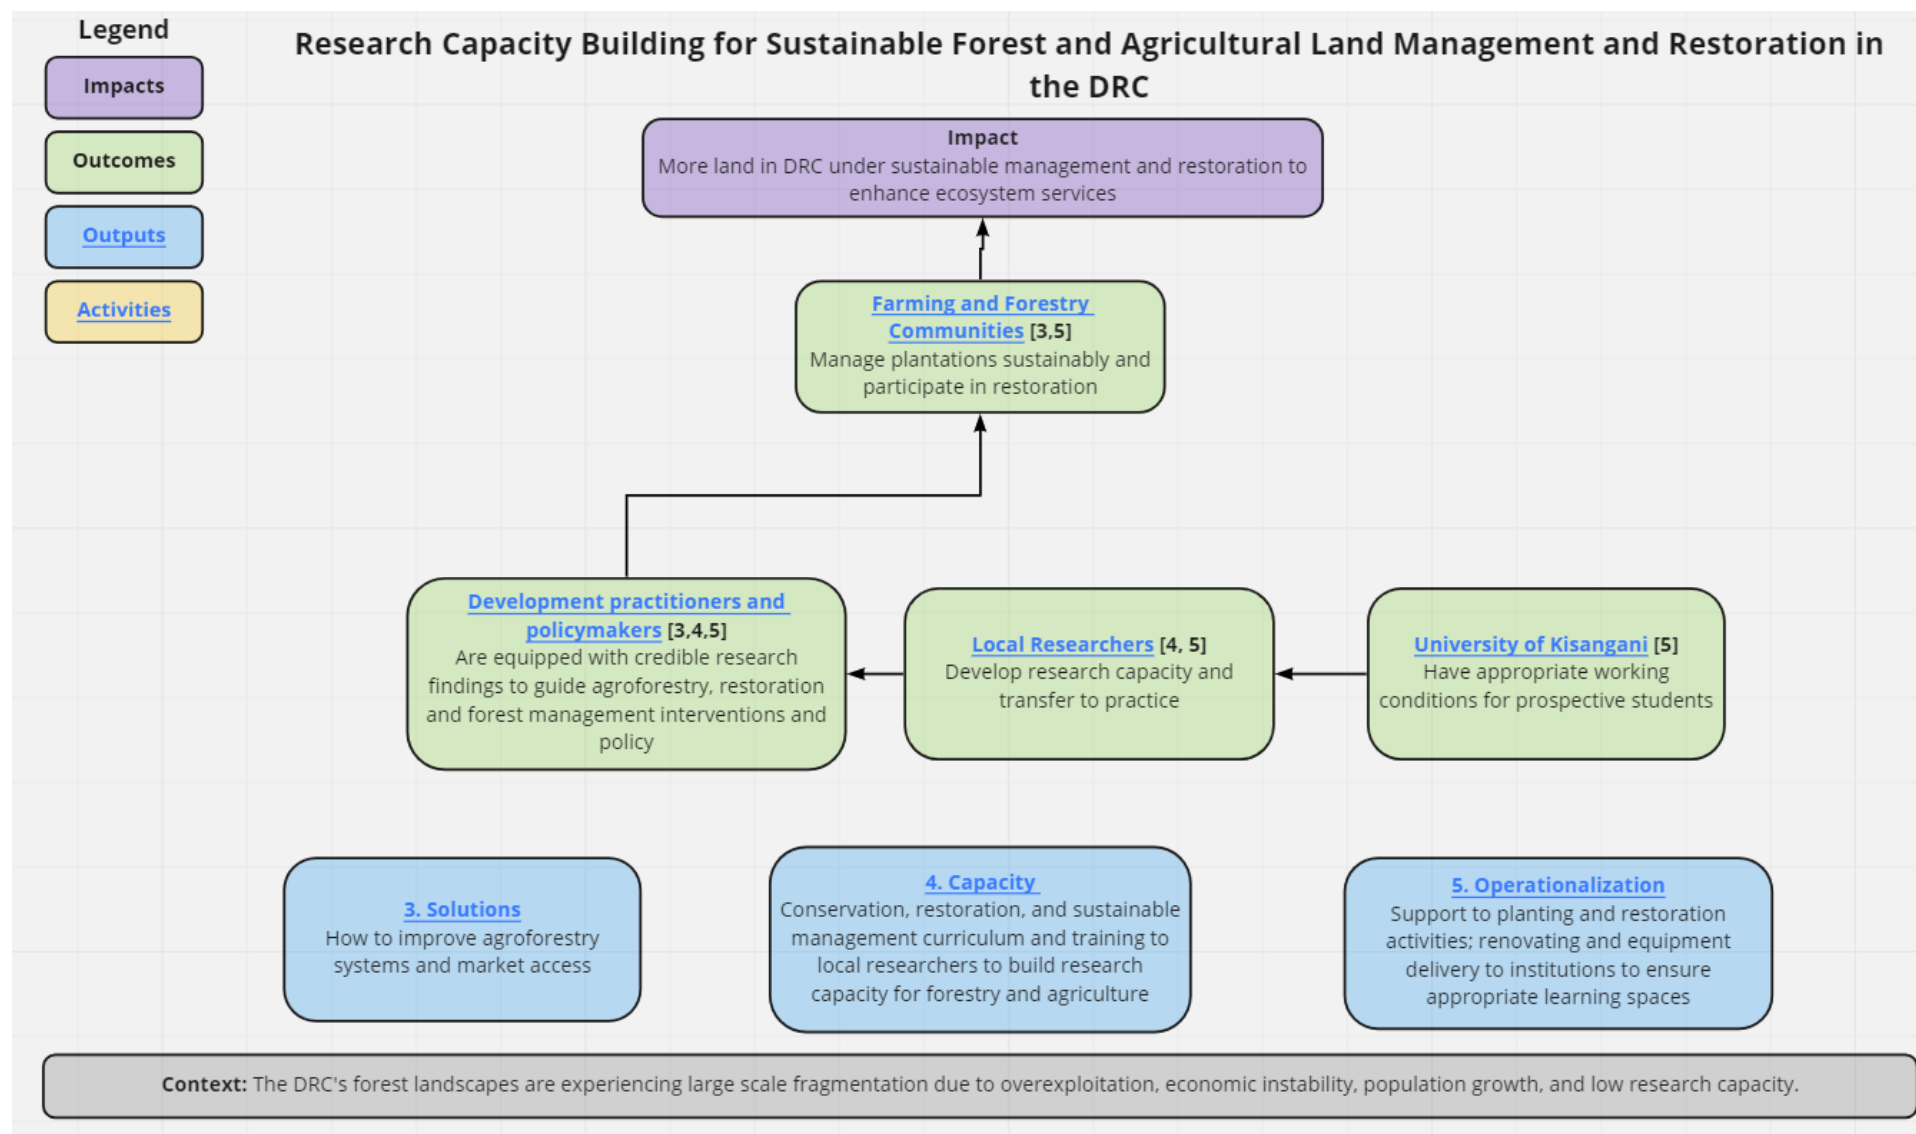 Legend
Impacts
Outcomes
Outputs
Activities
Research Capacity Building for Sustainable Forest and Agricultural Land Management and Restoration in
the DRC
Impact
More land in DRC under sustainable management and restoration to
enhance ecosystem services
Farming and Forestry
Communities [3,5]
Manage plantations sustainably and
participate in restoration
Development practitioners and
policymakers [3,4,5]
Are equipped with credible research
findings to guide agroforestry, restoration
and forest management interventions and
policy
Local Researchers [4, 5]
Develop research capacity and
transfer to practice
University of Kisangani [5]
Have appropriate working
conditions for prospective students
3. Solutions
How to improve agroforestry
systems and market access
4. Capacity
Conservation, restoration, and sustainable
management curriculum and training to
local researchers to build research
capacity for forestry and agriculture
5. Operationalization
Support to planting and restoration
activities; renovating and equipment
delivery to institutions to ensure
appropriate learning spaces
Context: The DRC's forest landscapes are experiencing large scale fragmentation due to overexploitation, economic instability, population growth, and low research capacity.